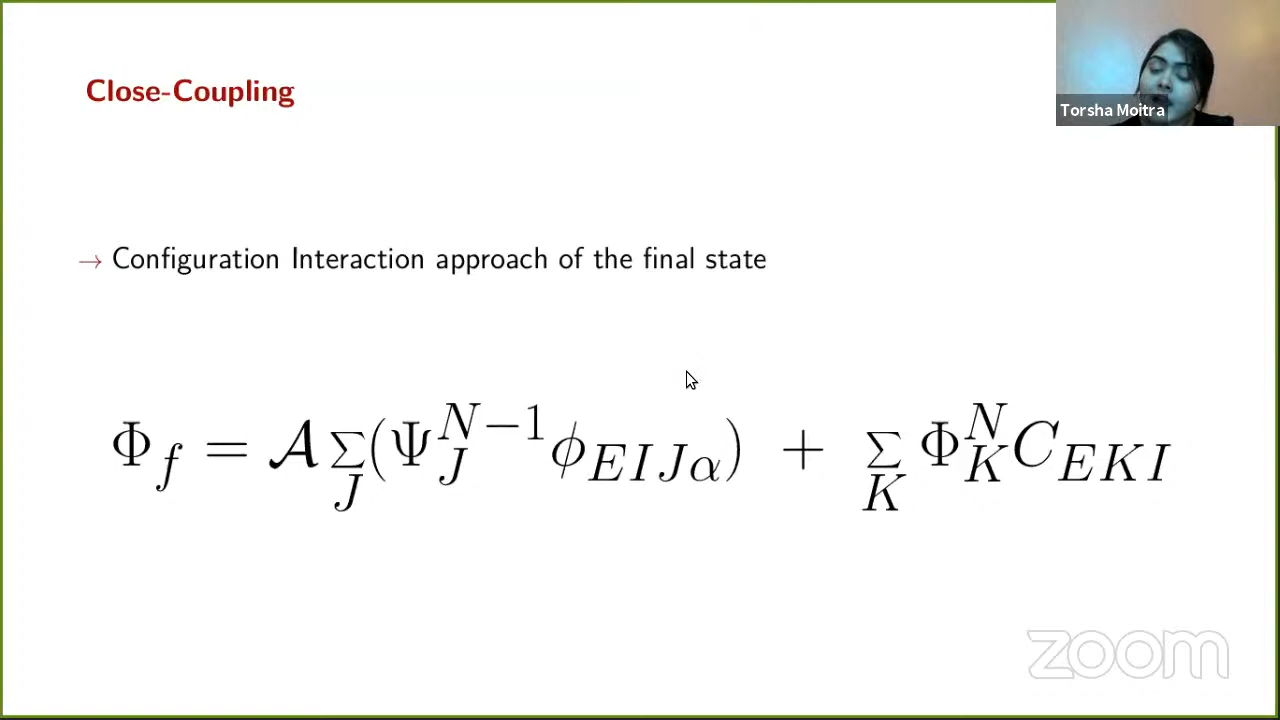 Close-Coupling
Torsha Moitra
→ Configuration Interaction approach of the final state
Φ_f = 𝒜 Σ_J (Ψ_J^{N−1} ϕ_{EIJα}) + Σ_K Φ_K^N C_{EKI}
zoom